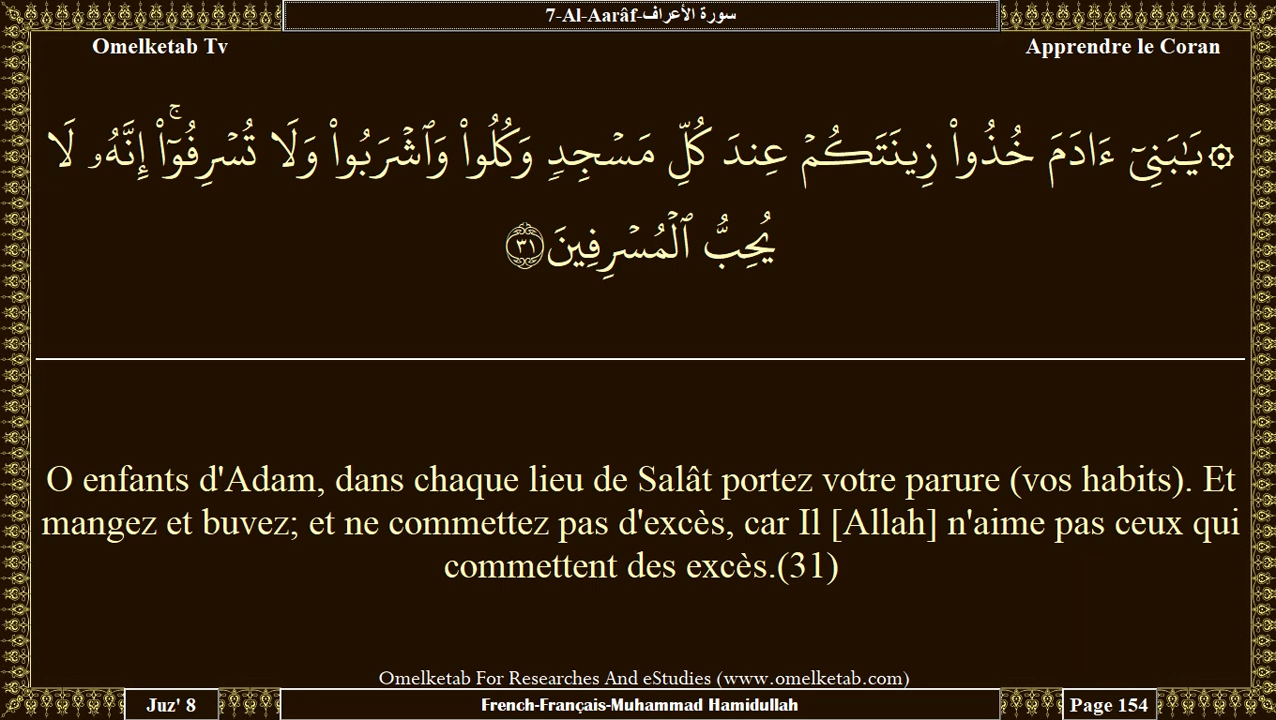 7-Al-Aarâf-سورة الأعراف
Omelketab Tv
Apprendre le Coran
۞ يَـٰبَنِىٓ ءَادَمَ خُذُوا۟ زِينَتَكُمْ عِندَ كُلِّ مَسْجِدٍ وَكُلُوا۟ وَٱشْرَبُوا۟ وَلَا تُسْرِفُوٓا۟ ۚ إِنَّهُۥ لَا
يُحِبُّ ٱلْمُسْرِفِينَ ٣١
O enfants d'Adam, dans chaque lieu de Salât portez votre parure (vos habits). Et
mangez et buvez; et ne commettez pas d'excès, car Il [Allah] n'aime pas ceux qui
commettent des excès.(31)
Omelketab For Researches And eStudies (www.omelketab.com)
Juz' 8
French-Français-Muhammad Hamidullah
Page 154